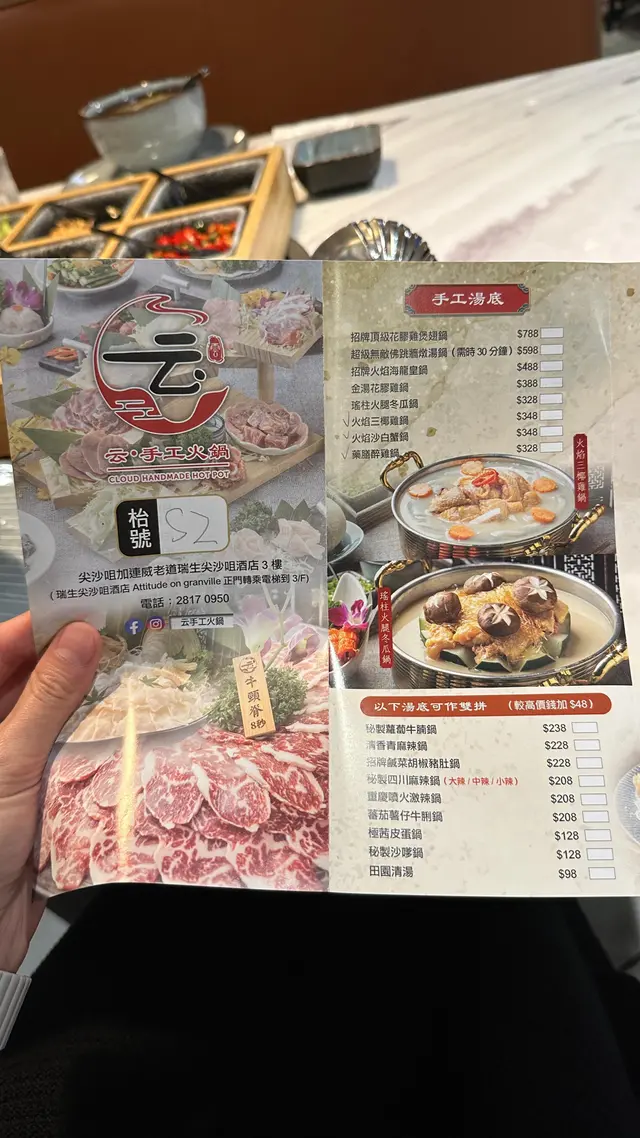 云
云·手工火鍋
CLOUD HANDMADE HOT POT
枱號
S2
尖沙咀加連威老道瑞生尖沙咀酒店 3 樓
( 瑞生尖沙咀酒店 Attitude on granville 正門轉乘電梯到 3/F)
電話：2817 0950
云手工火鍋
牛頸脊
8秒
手工湯底
招牌頂級花膠雞煲翅鍋 $788
超級無敵佛跳牆燉湯鍋 ( 需時 30 分鐘 ) $598
招牌火焰海龍皇鍋 $488
金湯花膠雞鍋 $388
瑤柱火腿冬瓜鍋 $328
火焰三椰雞鍋 $348
火焰沙白蟹鍋 $348
藥膳醉雞鍋 $328
火焰三椰雞鍋
瑤柱火腿冬瓜鍋
以下湯底可作雙拼 （較高價錢加 $48）
秘製蘿蔔牛腩鍋 $238
清香青麻辣鍋 $228
招牌鹹菜胡椒豬肚鍋 $228
秘製四川麻辣鍋 ( 大辣 / 中辣 / 小辣 ) $208
重慶噴火激辣鍋 $208
蕃茄薯仔牛𦟌鍋 $208
極茜皮蛋鍋 $128
秘製沙嗲鍋 $128
田園清湯 $98